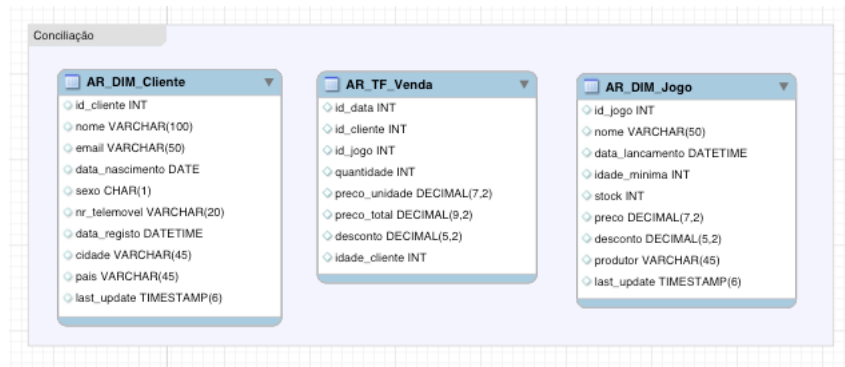 Conciliação
AR_DIM_Cliente
id_cliente INT
nome VARCHAR(100)
email VARCHAR(50)
data_nascimento DATE
sexo CHAR(1)
nr_telemovel VARCHAR(20)
data_registo DATETIME
cidade VARCHAR(45)
pais VARCHAR(45)
last_update TIMESTAMP(6)
AR_TF_Venda
id_data INT
id_cliente INT
id_jogo INT
quantidade INT
preco_unidade DECIMAL(7,2)
preco_total DECIMAL(9,2)
desconto DECIMAL(5,2)
idade_cliente INT
AR_DIM_Jogo
id_jogo INT
nome VARCHAR(50)
data_lancamento DATETIME
idade_minima INT
stock INT
preco DECIMAL(7,2)
desconto DECIMAL(5,2)
produtor VARCHAR(45)
last_update TIMESTAMP(6)